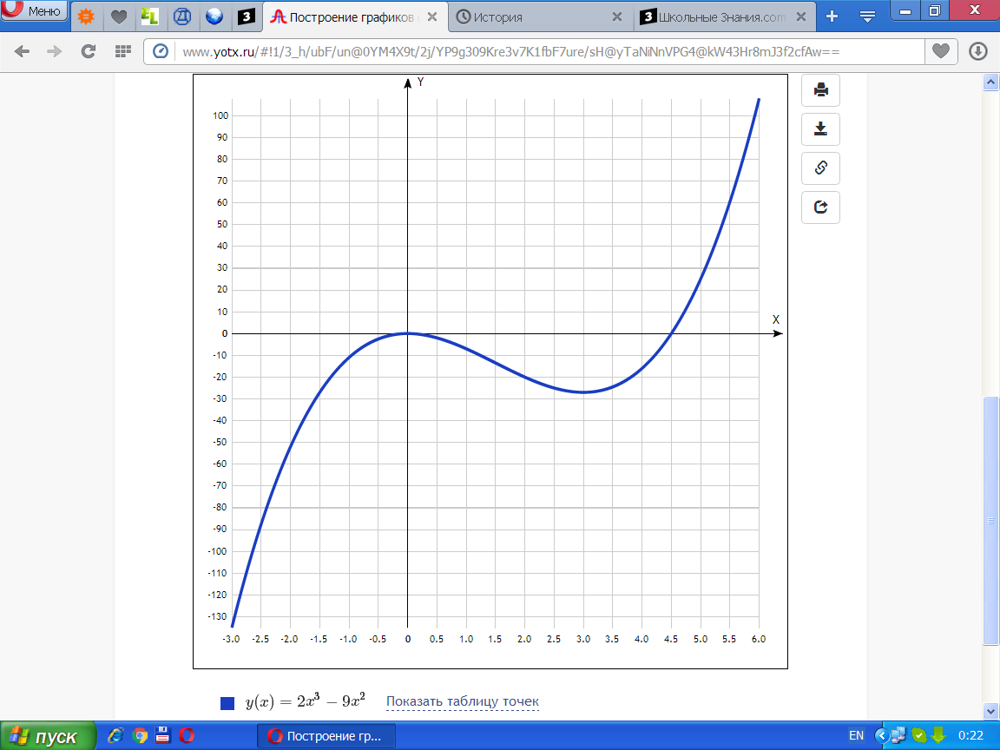 Меню
Построение графиков
История
Школьные Знания.com
www.yotx.ru/#!1/3_h/ubF/un@0YM4X9t/2j/YP9g309Kre3v7K1fbF7ure/sH@yTaNiNnVPG4@kW43Hr8mJ3f2cfAw==
Y
100
90
80
70
60
50
40
30
20
10
X
0
-10
-20
-30
-40
-50
-60
-70
-80
-90
-100
-110
-120
-130
-3.0 -2.5 -2.0 -1.5 -1.0 -0.5 0 0.5 1.0 1.5 2.0 2.5 3.0 3.5 4.0 4.5 5.0 5.5 6.0
y(x) = 2x³ − 9x² Показать таблицу точек
пуск
Построение гр...
EN
0:22